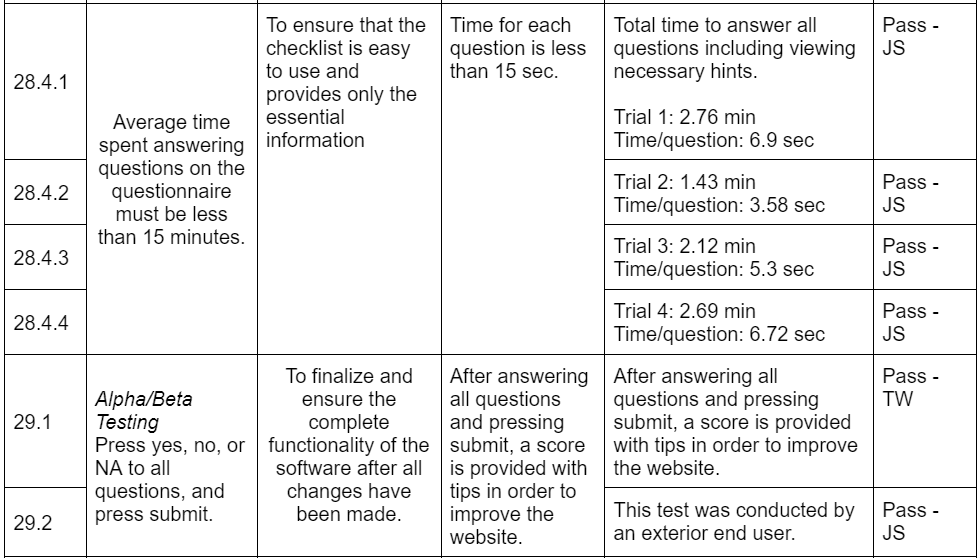 28.4.1
Average time
spent answering
questions on the
questionnaire
must be less
than 15 minutes.
To ensure that the
checklist is easy
to use and
provides only the
essential
information
Time for each
question is less
than 15 sec.
Total time to answer all
questions including viewing
necessary hints.
Trial 1: 2.76 min
Time/question: 6.9 sec
Pass -
JS
28.4.2
Trial 2: 1.43 min
Time/question: 3.58 sec
Pass -
JS
28.4.3
Trial 3: 2.12 min
Time/question: 5.3 sec
Pass -
JS
28.4.4
Trial 4: 2.69 min
Time/question: 6.72 sec
Pass -
JS
29.1
Alpha/Beta
Testing
Press yes, no, or
NA to all
questions, and
press submit.
To finalize and
ensure the
complete
functionality of the
software after all
changes have
been made.
After answering
all questions
and pressing
submit, a score
is provided with
tips in order to
improve the
website.
After answering all
questions and pressing
submit, a score is provided
with tips in order to improve
the website.
Pass -
TW
29.2
This test was conducted by
an exterior end user.
Pass -
JS